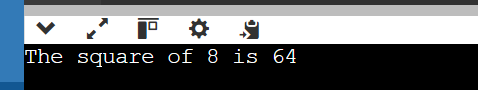 The square of 8 is 64